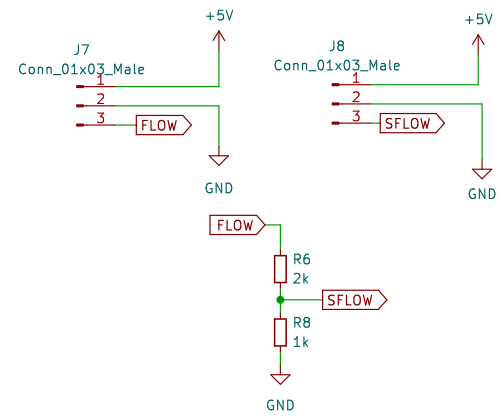 +5V
J7
Conn_01x03_Male
1
2
3
FLOW
GND
+5V
J8
Conn_01x03_Male
1
2
3
SFLOW
GND
FLOW
R6
2k
SFLOW
R8
1k
GND